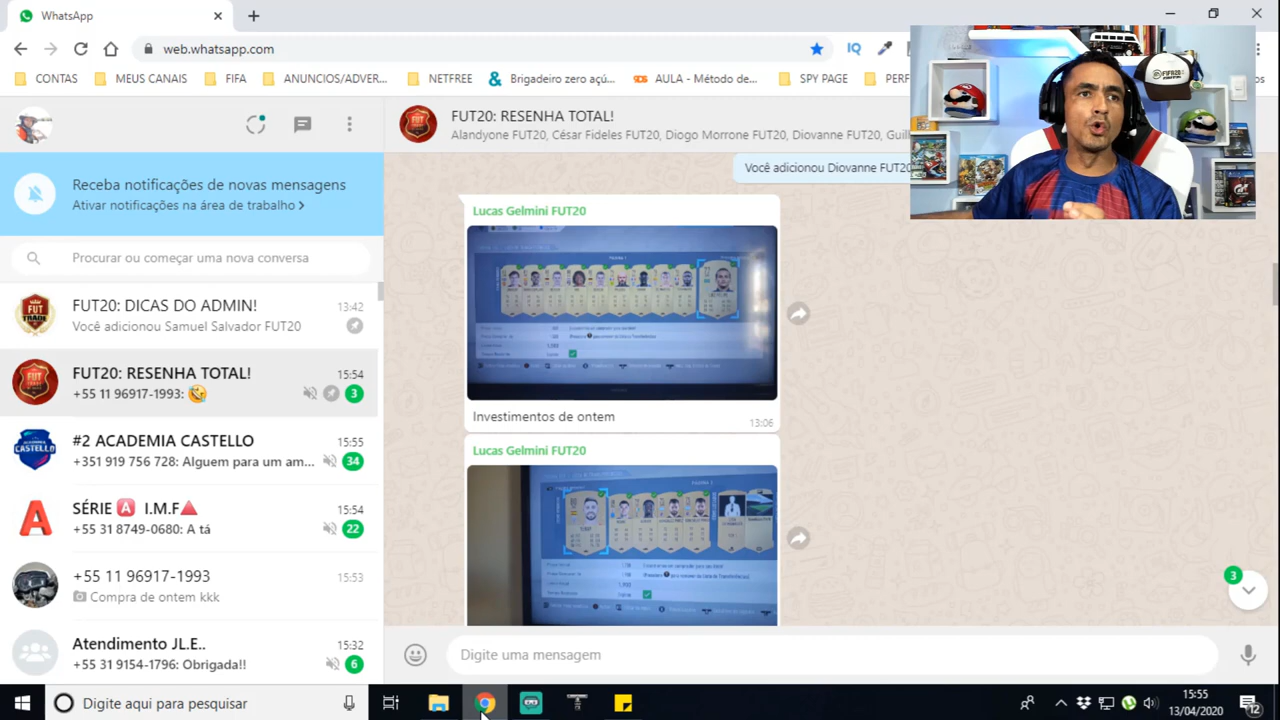 WhatsApp
web.whatsapp.com
IQ
CONTAS
MEUS CANAIS
FIFA
ANUNCIOS/ADVER...
NETFREE
Brigadeiro zero açú...
AULA - Método de...
SPY PAGE
FUT20: RESENHA TOTAL!
Alandyone FUT20, César Fideles FUT20, Diogo Morrone FUT20, Diovanne FUT20,
Receba notificações de novas mensagens
Ativar notificações na área de trabalho
Procurar ou começar uma nova conversa
FUT20: DICAS DO ADMIN!
13:42
Você adicionou Samuel Salvador FUT20
FUT20: RESENHA TOTAL!
15:54
+55 11 96917-1993: 🤣
3
#2 ACADEMIA CASTELLO
15:55
+351 919 756 728: Alguem para um am...
34
SÉRIE 🅰 I.M.F🔺
15:54
+55 31 8749-0680: A tá
22
+55 11 96917-1993
15:53
Compra de ontem kkk
Atendimento JL.E..
15:32
+55 31 9154-1796: Obrigada!!
6
Você adicionou Diovanne FUT20
Lucas Gelmini FUT20
Investimentos de ontem
13:06
Lucas Gelmini FUT20
3
Digite uma mensagem
Digite aqui para pesquisar
15:55
13/04/2020
12